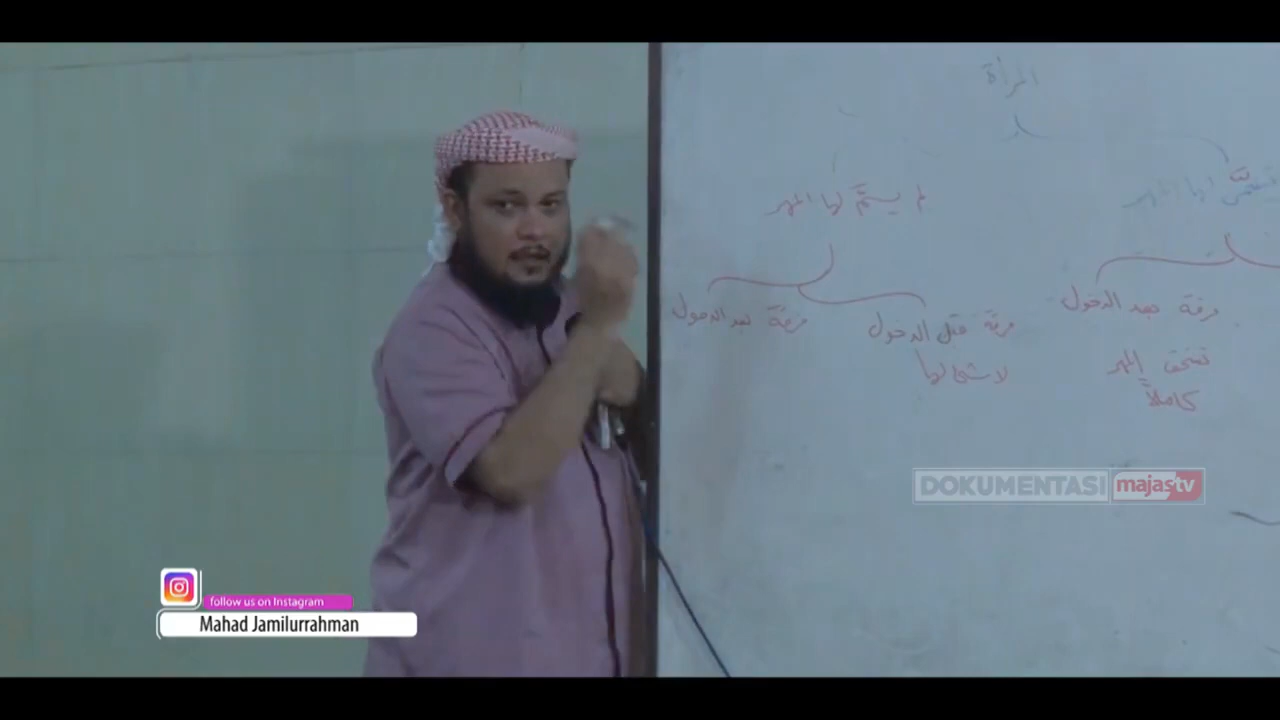 المرأة
لم يسمَّ لها المهر
لها المهر
فرقة بعد الدخول
فرقة قبل الدخول
لا شيء لها
فرقة بعد الدخول
تستحق المهر
كاملاً
DOKUMENTASI majastv
follow us on Instagram
Mahad Jamilurrahman